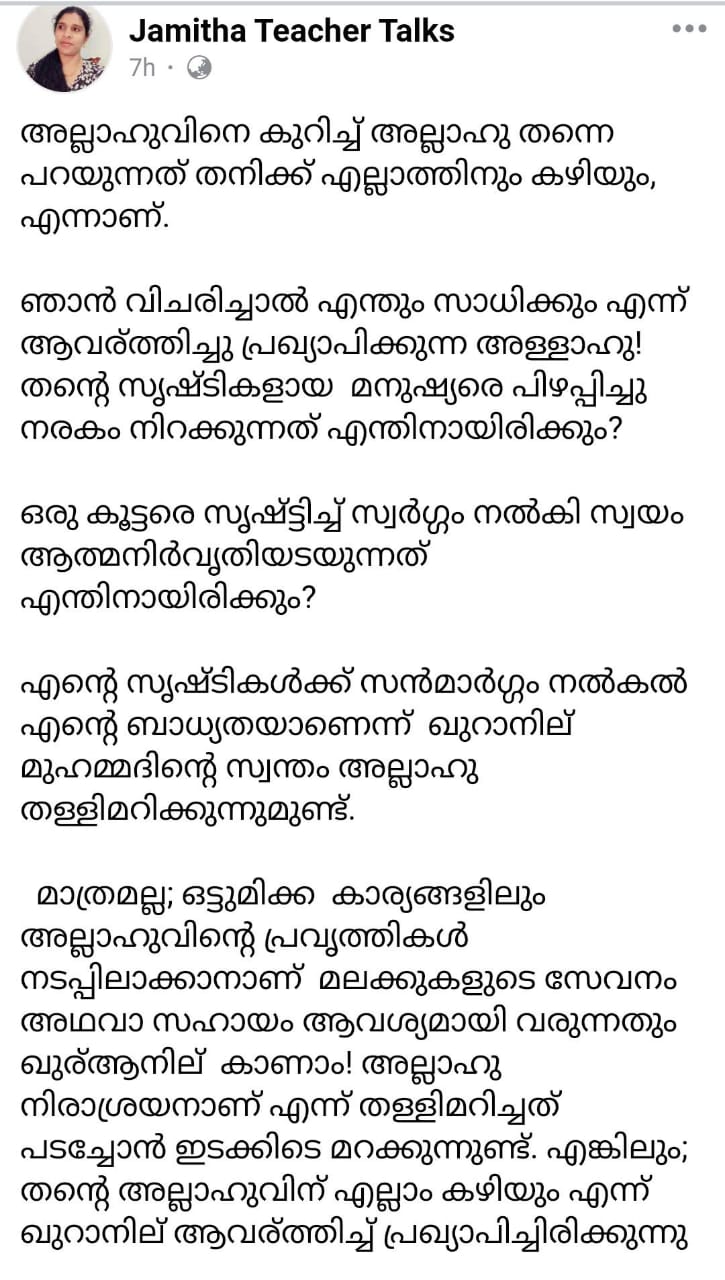 Jamitha Teacher Talks
7h ·
അല്ലാഹുവിനെ കുറിച്ച് അല്ലാഹു തന്നെ
പറയുന്നത് തനിക്ക് എല്ലാത്തിനും കഴിയും,
എന്നാണ്.
ഞാൻ വിചരിച്ചാൽ എന്തും സാധിക്കും എന്ന്
ആവര്ത്തിച്ചു പ്രഖ്യാപിക്കുന്ന അള്ളാഹു!
തന്റെ സൃഷ്ടികളായ  മനുഷ്യരെ പിഴപ്പിച്ചു
നരകം നിറക്കുന്നത് എന്തിനായിരിക്കും?
ഒരു കൂട്ടരെ സൃഷ്ട്ടിച്ച് സ്വർഗ്ഗം നൽകി സ്വയം
ആത്മനിർവൃതിയടയുന്നത്
എന്തിനായിരിക്കും?
എന്റെ സൃഷ്ടികൾക്ക് സൻമാർഗ്ഗം നൽകൽ
എന്റെ ബാധ്യതയാണെന്ന്  ഖുറാനില്
മുഹമ്മദിന്റെ സ്വന്തം അല്ലാഹു
തള്ളിമറിക്കുന്നുമുണ്ട്.
മാത്രമല്ല; ഒട്ടുമിക്ക  കാര്യങ്ങളിലും
അല്ലാഹുവിന്റെ പ്രവൃത്തികൾ
നടപ്പിലാക്കാനാണ്  മലക്കുകളുടെ സേവനം
അഥവാ സഹായം ആവശ്യമായി വരുന്നതും
ഖുര്ആനില്  കാണാം! അല്ലാഹു
നിരാശ്രയനാണ് എന്ന് തള്ളിമറിച്ചത്
പടച്ചോൻ ഇടക്കിടെ മറക്കുന്നുണ്ട്. എങ്കിലും;
തന്റെ അല്ലാഹുവിന് എല്ലാം കഴിയും എന്ന്
ഖുറാനില് ആവര്ത്തിച്ച് പ്രഖ്യാപിച്ചിരിക്കുന്നു